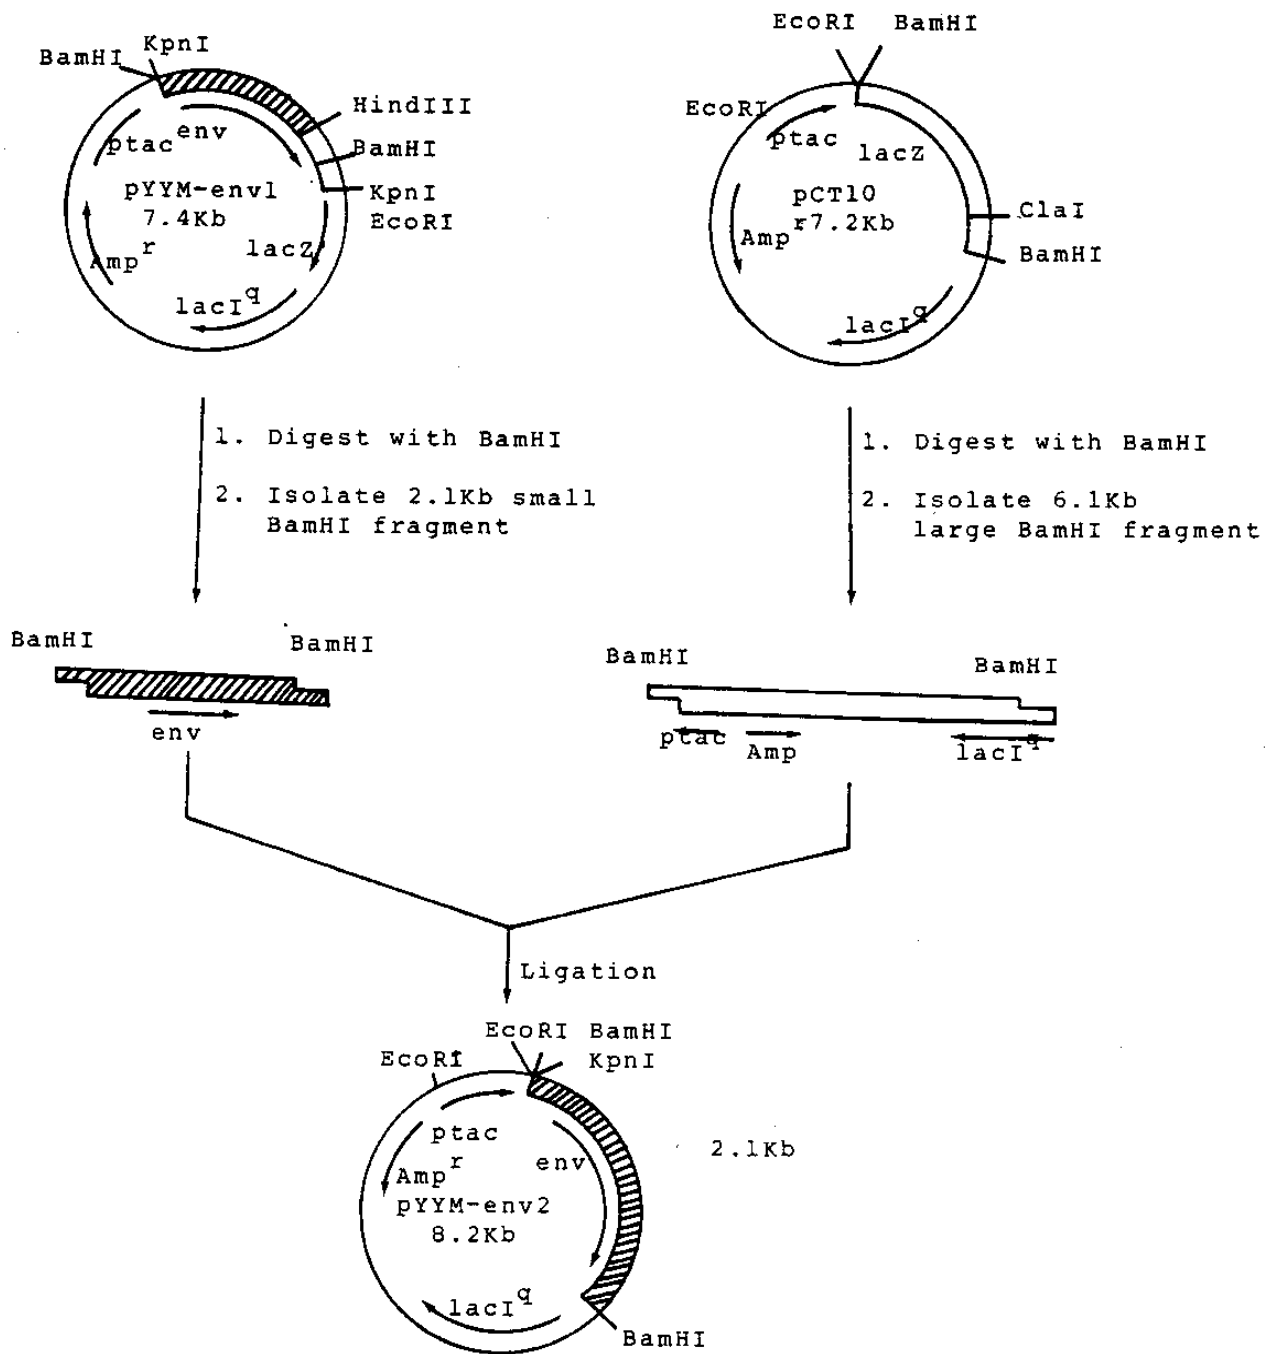 BamHI
KpnI
HindIII
BamHI
KpnI
EcoRI
ptac
env
pYYM-env1
7.4Kb
lacZ
Amp r
lacI q
EcoRI BamHI
EcoRI
ptac
lacZ
pCT10
7.2Kb
Amp r
ClaI
BamHI
lacI q
1. Digest with BamHI
2. Isolate 2.1Kb small
BamHI fragment
1. Digest with BamHI
2. Isolate 6.1Kb
large BamHI fragment
BamHI
BamHI
env
BamHI
BamHI
ptac
Amp
lacI q
Ligation
EcoRI BamHI
EcoRI KpnI
ptac
Amp r
env
pYYM-env2
8.2Kb
2.1Kb
lacI q
BamHI